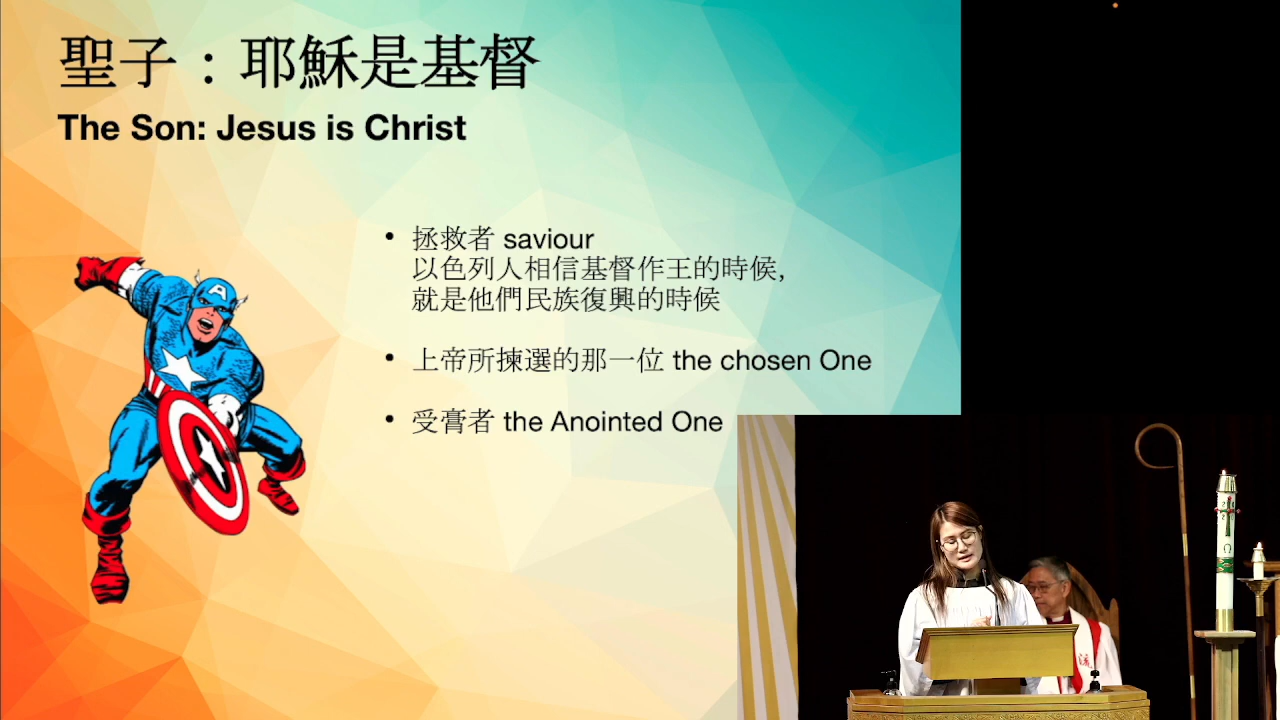 聖子：耶穌是基督
The Son: Jesus is Christ
• 拯救者 saviour
以色列人相信基督作王的時候,
就是他們民族復興的時候
• 上帝所揀選的那一位 the chosen One
• 受膏者 the Anointed One
A